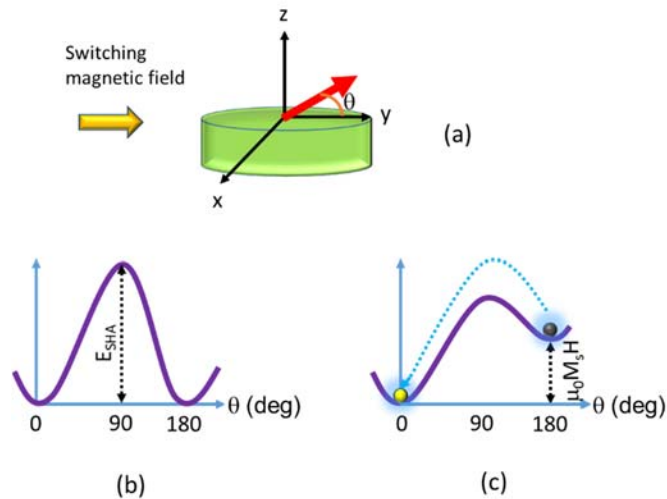 z
Switching
magnetic field
θ
y
(a)
x
E_SHA
θ (deg)
0
90
180
(b)
μ₀MₛH
θ (deg)
0
90
180
(c)